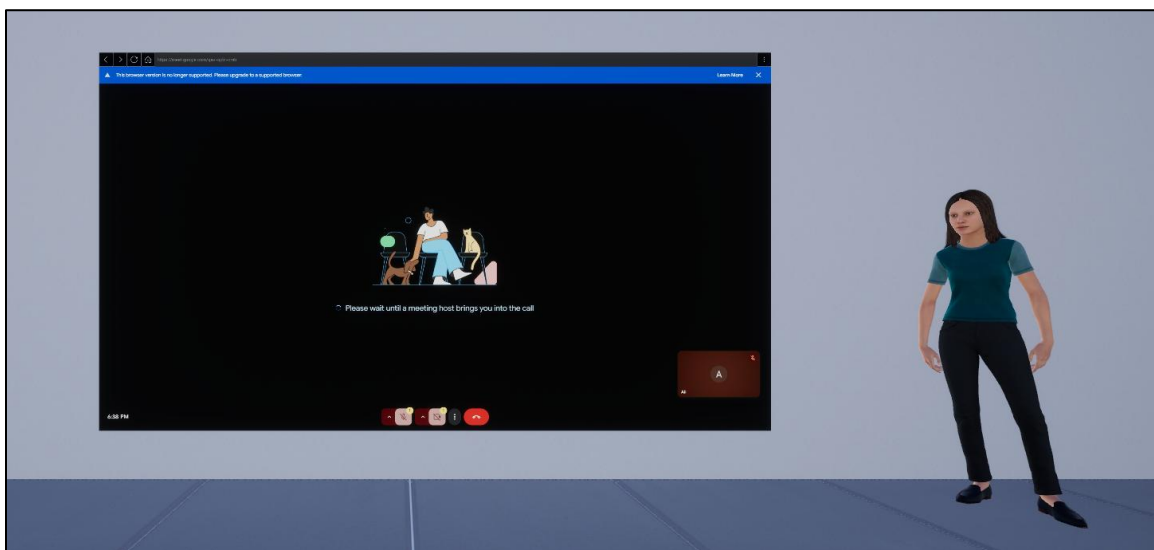 This browser version is no longer supported. Please upgrade to a supported browser
Learn More
Please wait until a meeting host brings you into the call
A
6:38 PM